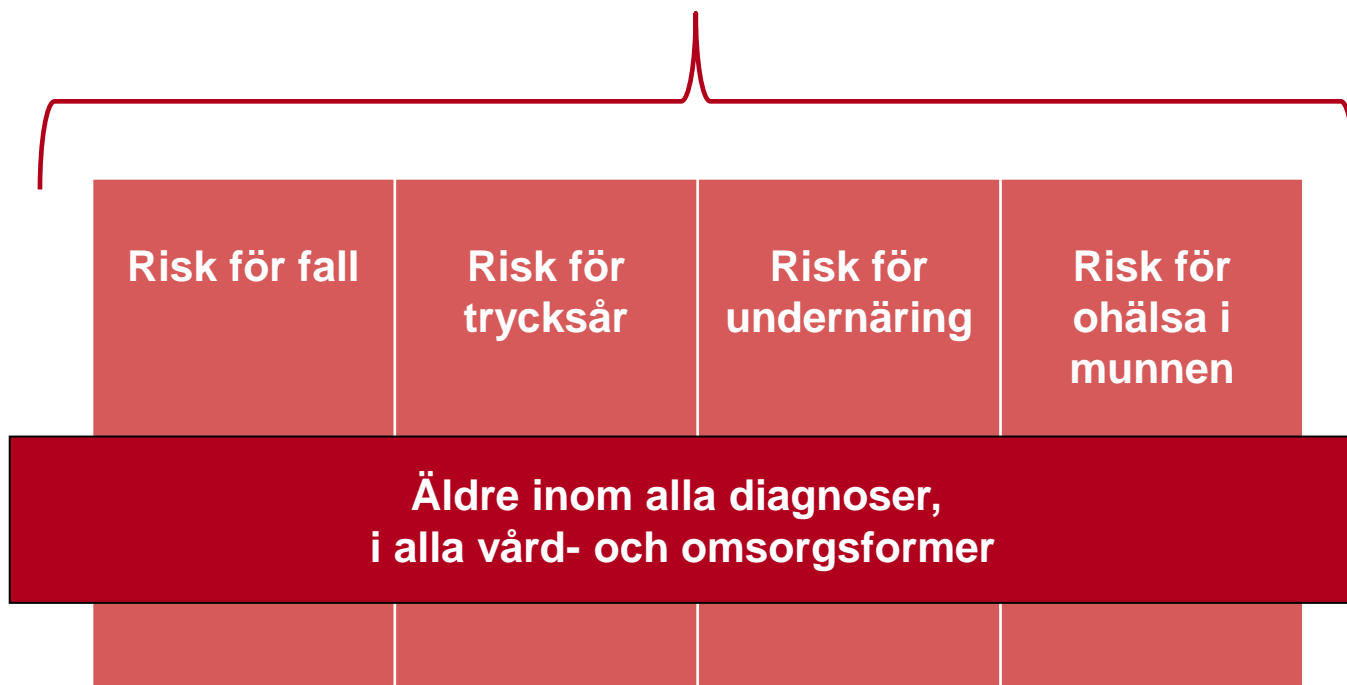 Risk för fall
Risk för
trycksår
Risk för
undernäring
Risk för
ohälsa i
munnen
Äldre inom alla diagnoser,
i alla vård- och omsorgsformer